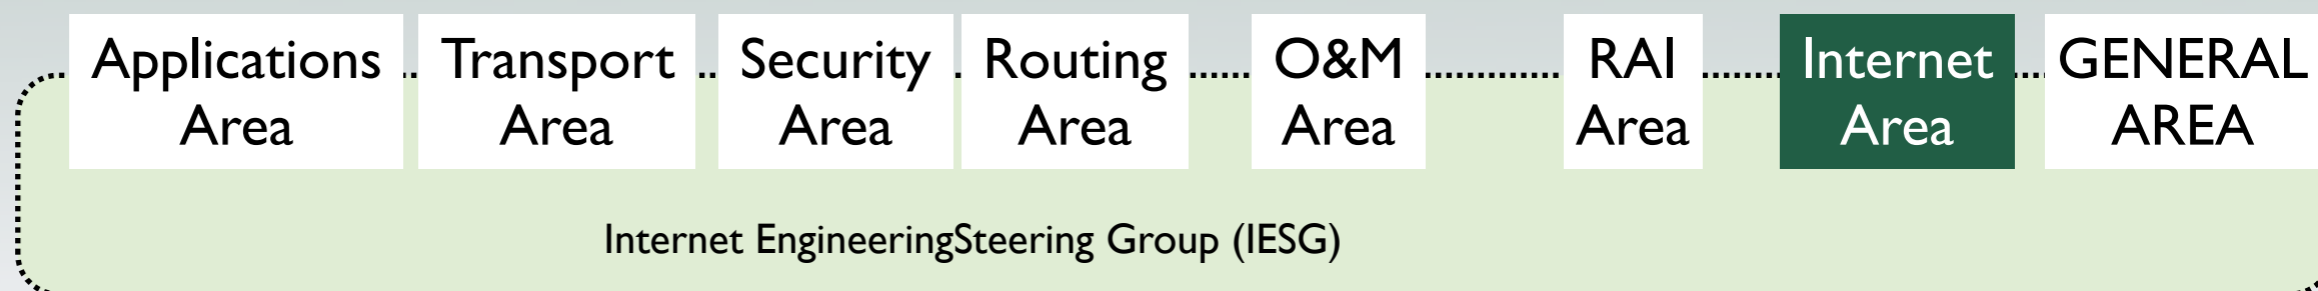 Applications Area
Transport Area
Security Area
Routing Area
O&M Area
RAI Area
Internet Area
GENERAL AREA
Internet EngineeringSteering Group (IESG)